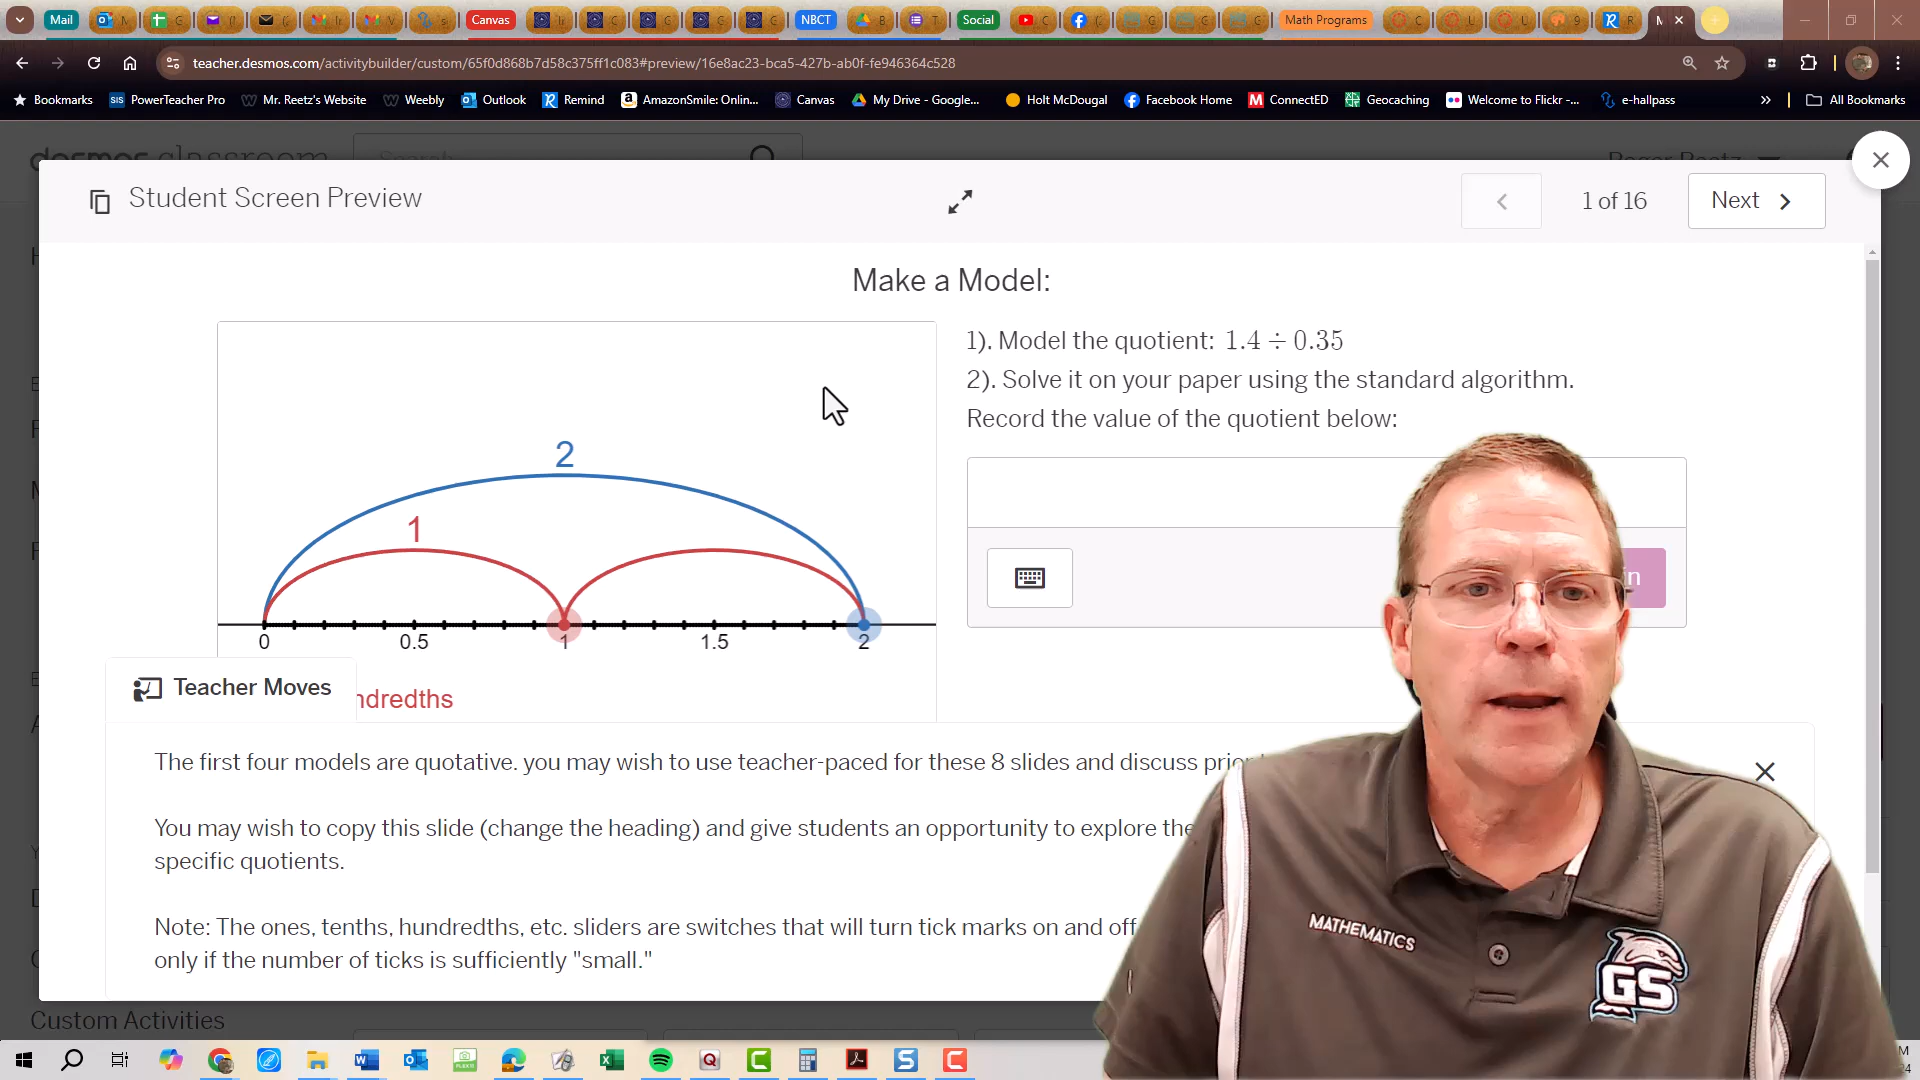 Mail
Canvas
NBCT
Social
Math Programs
teacher.desmos.com/activitybuilder/custom/65f0d868b7d58c375ff1c083#preview/16e8ac23-bca5-427b-ab0f-fe946364c528
Bookmarks PowerTeacher Pro Mr. Reetz's Website Weebly Outlook Remind AmazonSmile: Onlin... Canvas My Drive - Google... Holt McDougal Facebook Home ConnectED Geocaching Welcome to Flickr -... e-hallpass » All Bookmarks
Student Screen Preview
1 of 16
Next
Make a Model:
1). Model the quotient: 1.4 ÷ 0.35
2). Solve it on your paper using the standard algorithm.
Record the value of the quotient below:
2
1
0 0.5 1 1.5 2
Teacher Moves
ndredths
The first four models are quotative. you may wish to use teacher-paced for these 8 slides and discuss prior
You may wish to copy this slide (change the heading) and give students an opportunity to explore the
specific quotients.
Note: The ones, tenths, hundredths, etc. sliders are switches that will turn tick marks on and off
only if the number of ticks is sufficiently "small."
MATHEMATICS
GS
Custom Activities